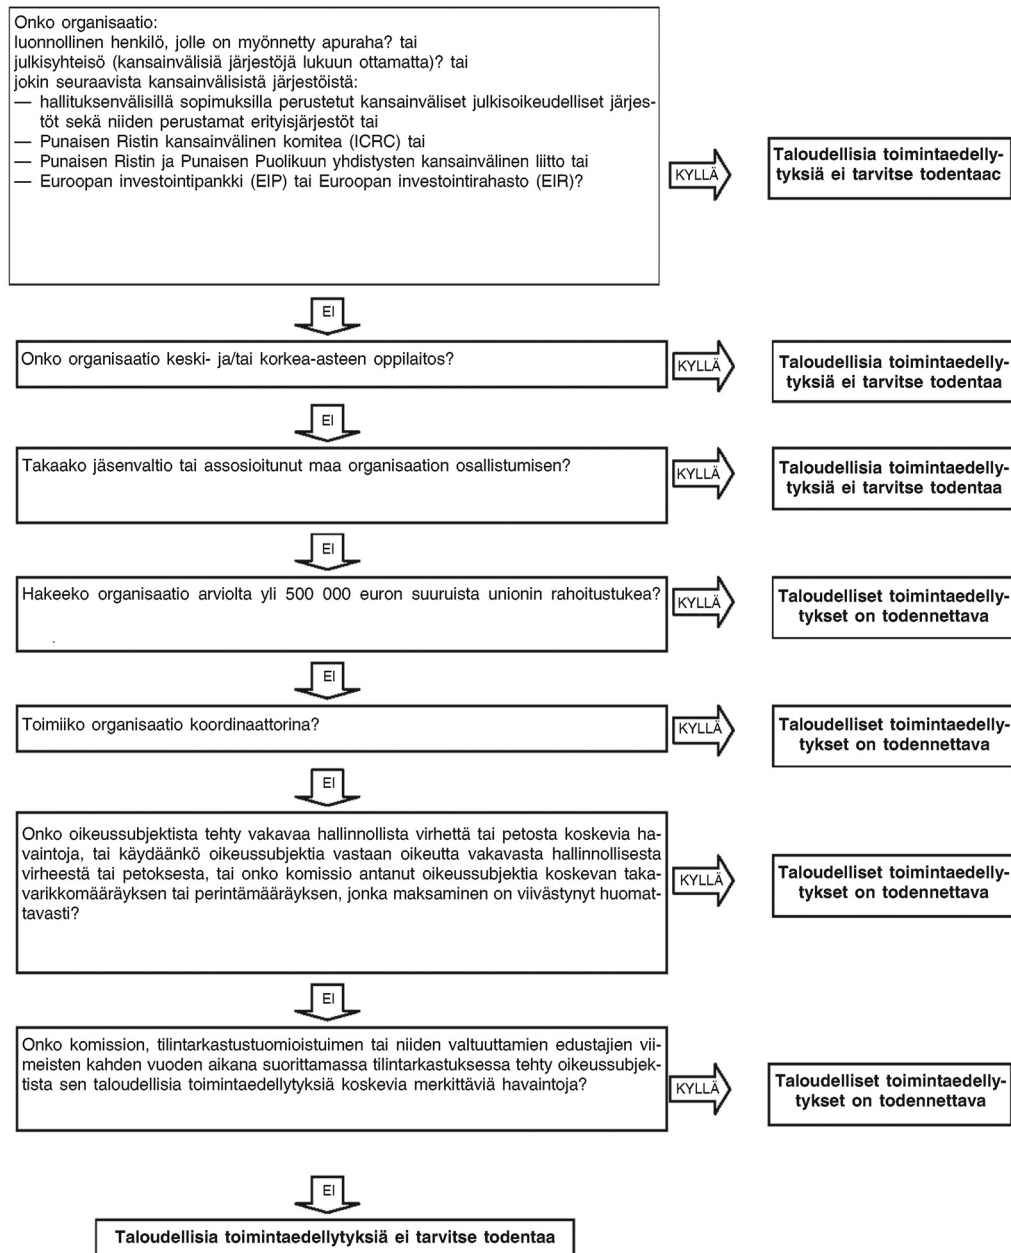 Onko organisaatio:
luonnollinen henkilö, jolle on myönnetty apuraha? tai
julkisyhteisö (kansainvälisiä järjestöjä lukuun ottamatta)? tai
jokin seuraavista kansainvälisistä järjestöistä:
— hallituksenvälisillä sopimuksilla perustetut kansainväliset julkisoikeudelliset järjes-
töt sekä niiden perustamat erityisjärjestöt tai
— Punaisen Ristin kansainvälinen komitea (ICRC) tai
— Punaisen Ristin ja Punaisen Puolikuun yhdistysten kansainvälinen liitto tai
— Euroopan investointipankki (EIP) tai Euroopan investointirahasto (EIR)?
KYLLÄ
Taloudellisia toimintaedelly-
tyksiä ei tarvitse todentaac
EI
Onko organisaatio keski- ja/tai korkea-asteen oppilaitos?
KYLLÄ
Taloudellisia toimintaedelly-
tyksiä ei tarvitse todentaa
EI
Takaako jäsenvaltio tai assosioitunut maa organisaation osallistumisen?
KYLLÄ
Taloudellisia toimintaedelly-
tyksiä ei tarvitse todentaa
EI
Hakeeko organisaatio arviolta yli 500 000 euron suuruista unionin rahoitustukea?
KYLLÄ
Taloudelliset toimintaedelly-
tykset on todennettava
EI
Toimiiko organisaatio koordinaattorina?
KYLLÄ
Taloudelliset toimintaedelly-
tykset on todennettava
EI
Onko oikeussubjektista tehty vakavaa hallinnollista virhettä tai petosta koskevia ha-
vaintoja, tai käydäänkö oikeussubjektia vastaan oikeutta vakavasta hallinnollisesta
virheestä tai petoksesta, tai onko komissio antanut oikeussubjektia koskevan taka-
varikkomääräyksen tai perintämääräyksen, jonka maksaminen on viivästynyt huomat-
tavasti?
KYLLÄ
Taloudelliset toimintaedelly-
tykset on todennettava
EI
Onko komission, tilintarkastustuomioistuimen tai niiden valtuuttamien edustajien vii-
meisten kahden vuoden aikana suorittamassa tilintarkastuksessa tehty oikeussubjek-
tista sen taloudellisia toimintaedellytyksiä koskevia merkittäviä havaintoja?
KYLLÄ
Taloudelliset toimintaedelly-
tykset on todennettava
EI
Taloudellisia toimintaedellytyksiä ei tarvitse todentaa